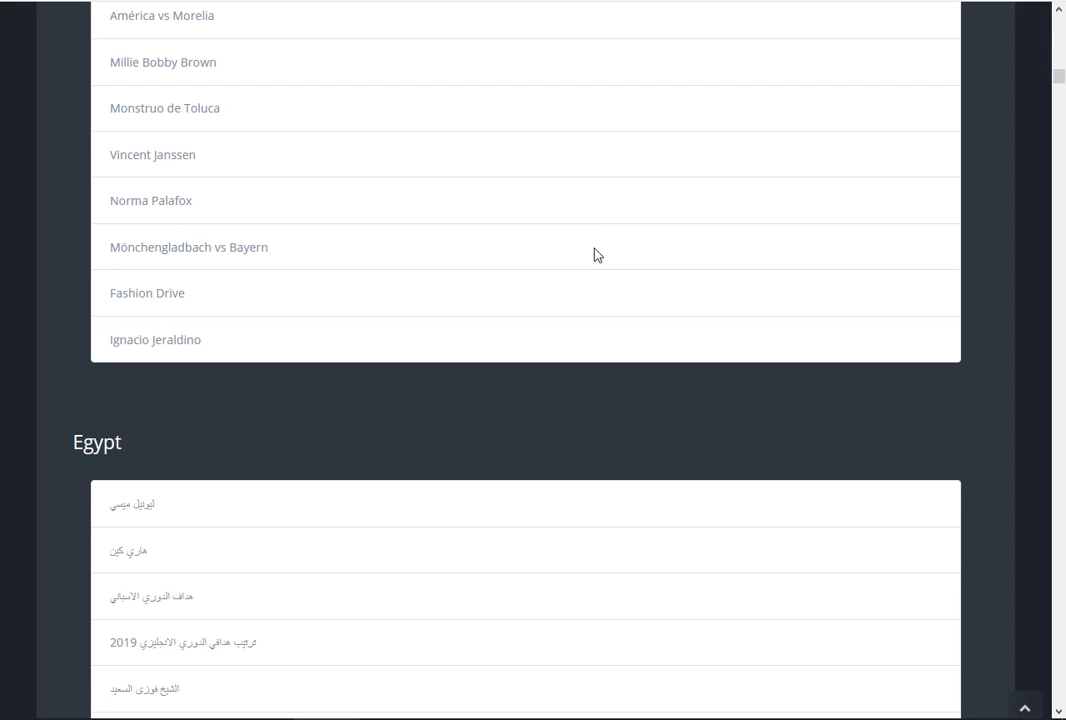 América vs Morelia
Millie Bobby Brown
Monstruo de Toluca
Vincent Janssen
Norma Palafox
Mönchengladbach vs Bayern
Fashion Drive
Ignacio Jeraldino
Egypt
ليونيل ميسي
هاري كين
هداف الدوري الاسباني
ترتيب هدافي الدوري الانجليزي 2019
الشيخ فوزى السعيد